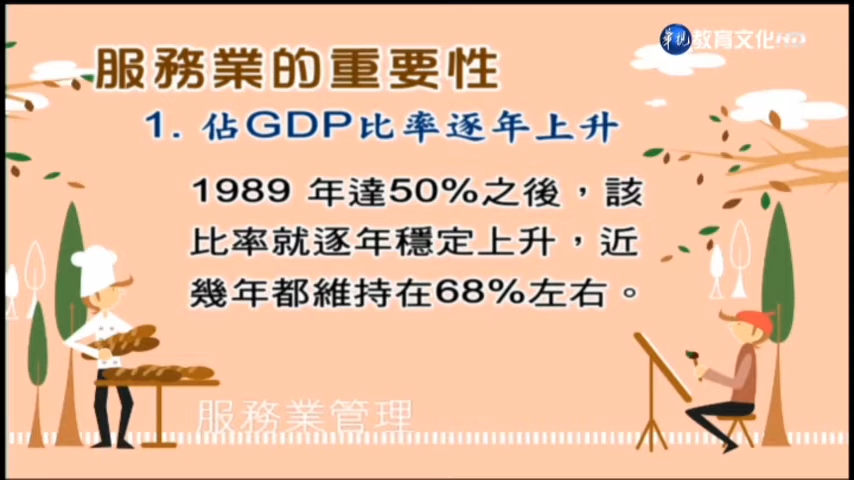 華視 教育文化HD
服務業的重要性
1. 佔GDP比率逐年上升
1989 年達50%之後，該
比率就逐年穩定上升，近
幾年都維持在68%左右。
服務業管理